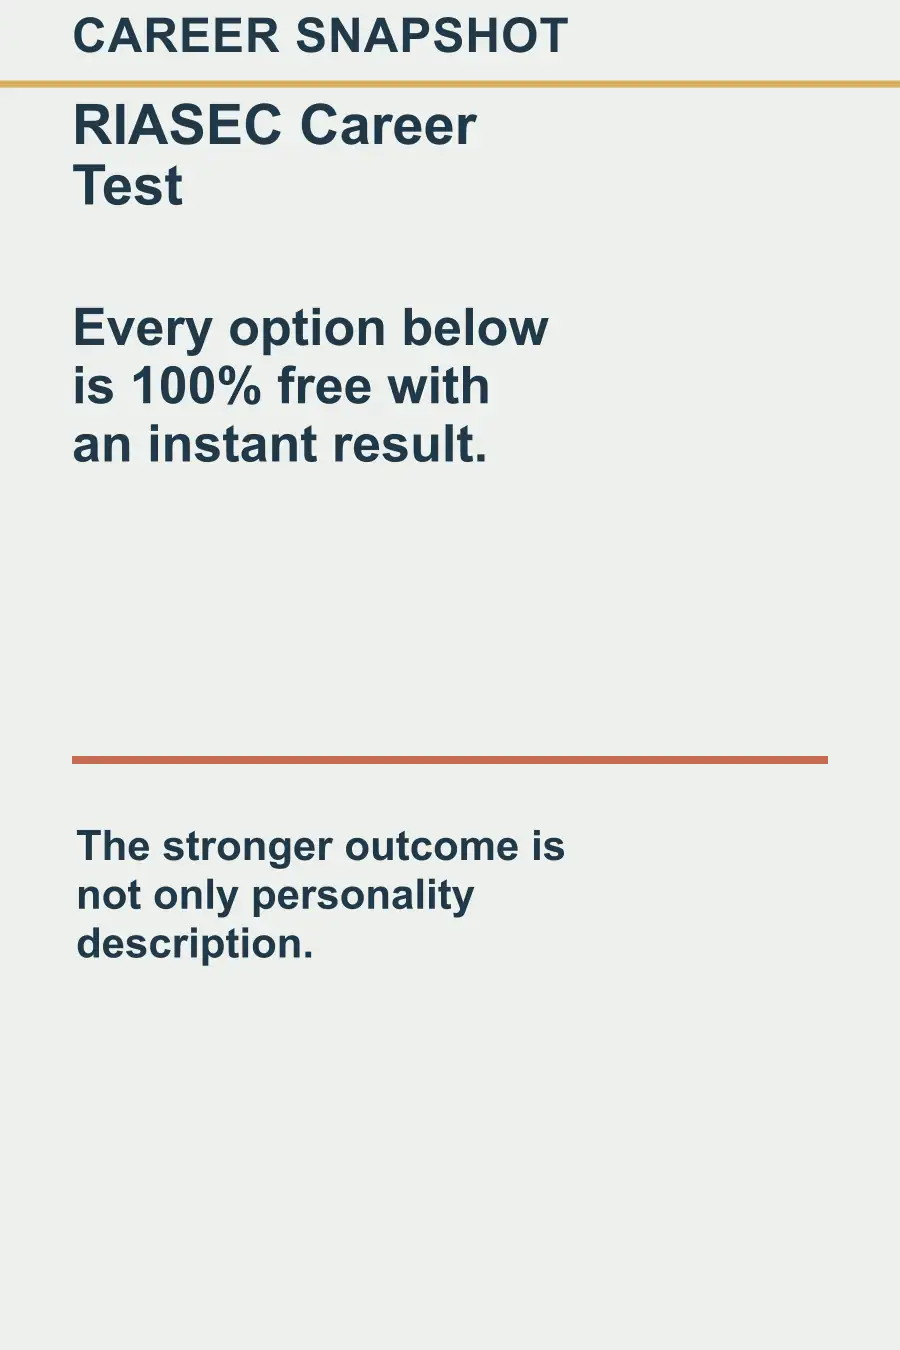 CAREER SNAPSHOT
RIASEC Career
Test
Every option below
is 100% free with
an instant result.
The stronger outcome is
not only personality
description.